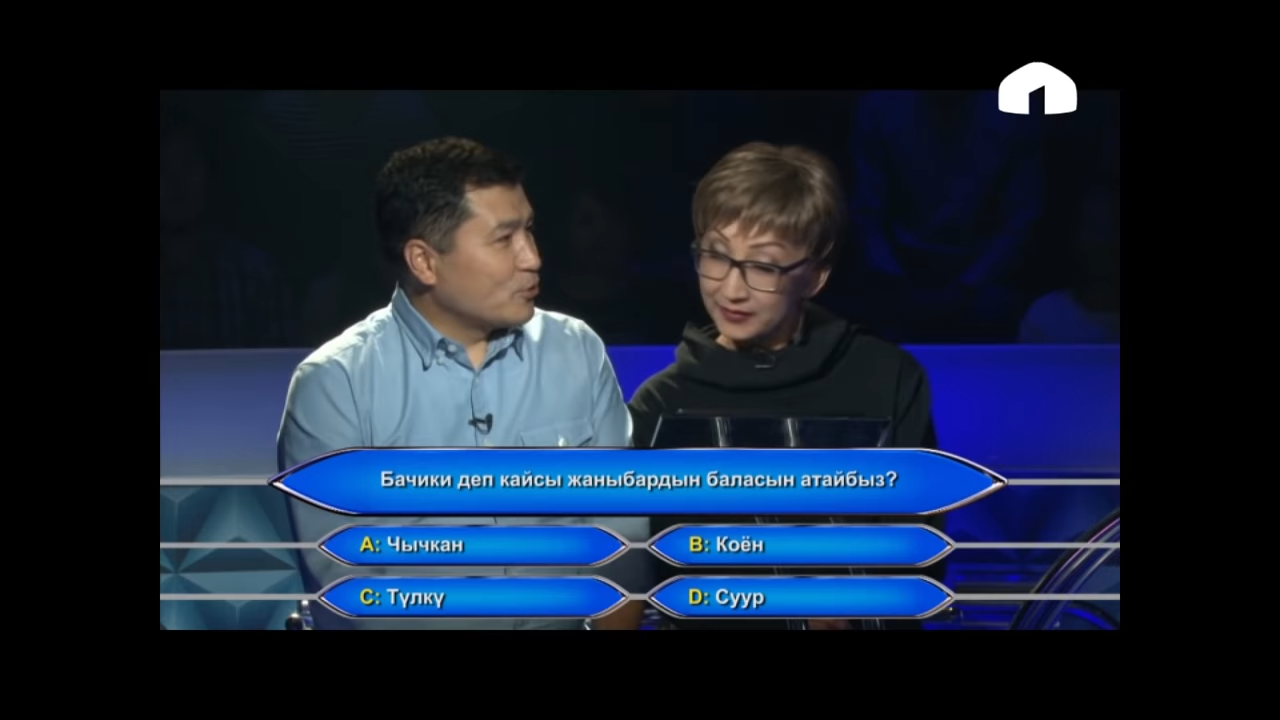 Бачики деп кайсы жаныбардын баласын атайбыз?
A: Чычкан
B: Коён
C: Түлкү
D: Суур